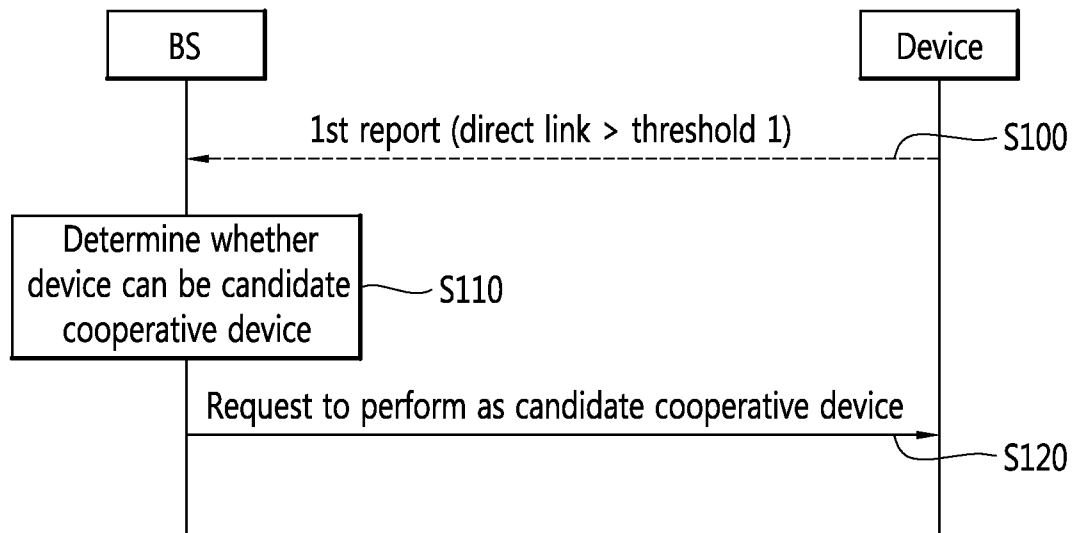 BS
Device
1st report (direct link > threshold 1)
S100
Determine whether
device can be candidate
cooperative device
S110
Request to perform as candidate cooperative device
S120